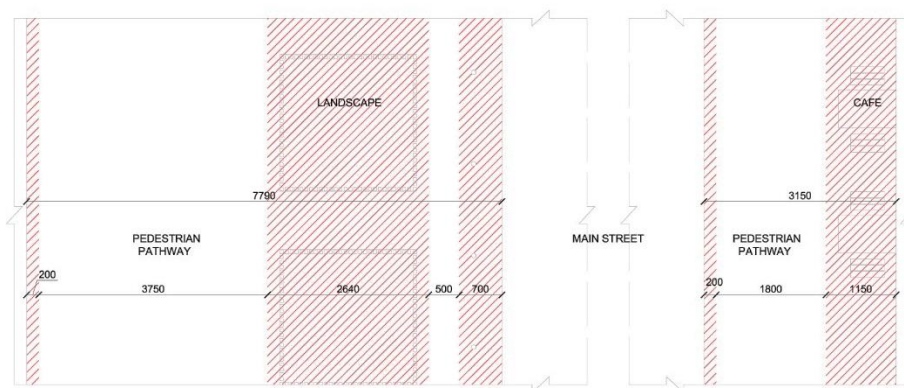 LANDSCAPE
CAFE
7790
3150
PEDESTRIAN
PATHWAY
MAIN STREET
PEDESTRIAN
PATHWAY
200
3750
2640
500
700
200
1800
1150